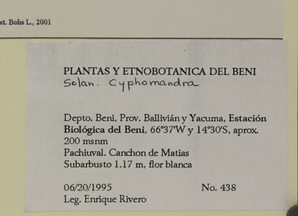 et. Bohs L., 2001
PLANTAS Y ETNOBOTANICA DEL BENI
Solan. Cyphomandra
Depto. Beni, Prov. Ballivián y Yacuma, Estación
Biológica del Beni, 66°37'W y 14°30'S, aprox.
200 msnm
Pachiuval. Canchon de Matias
Subarbusto 1.17 m, flor blanca
06/20/1995 No. 438
Leg. Enrique Rivero